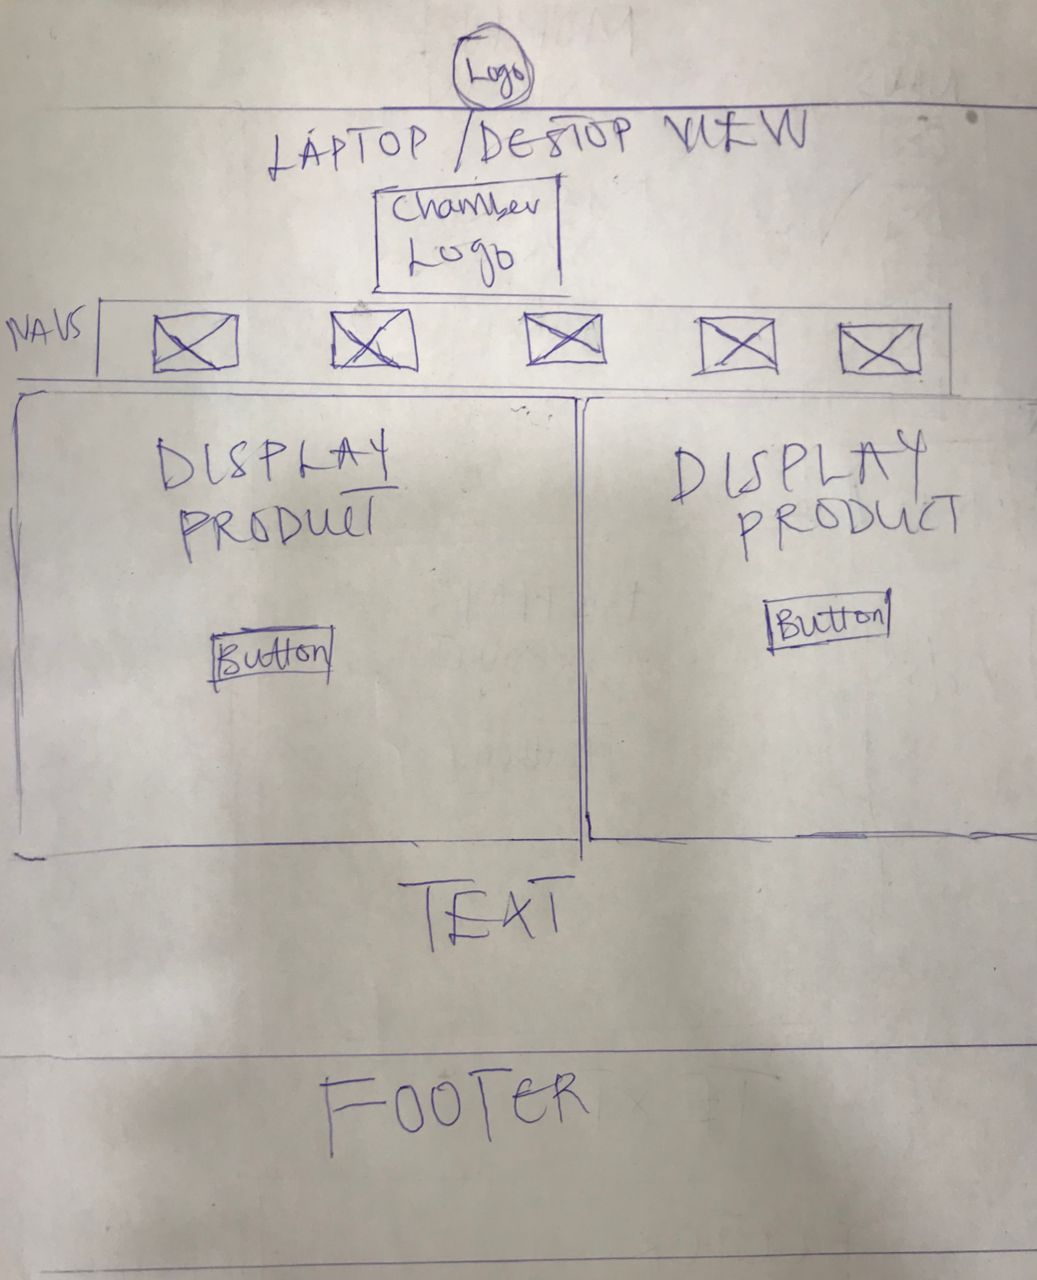 Logo
LAPTOP / DESTOP VIEW
Chamber
Logo
NAVS
DISPLAY
PRODUCT
Button
DISPLAY
PRODUCT
Button
TEXT
FOOTER